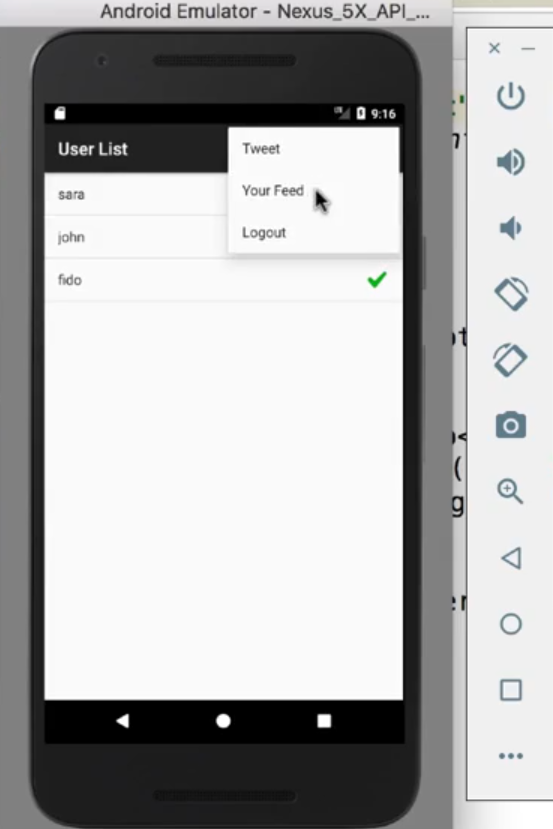 Android Emulator - Nexus_5X_API_...
9:16
User List
Tweet
Your Feed
Logout
sara
john
fido